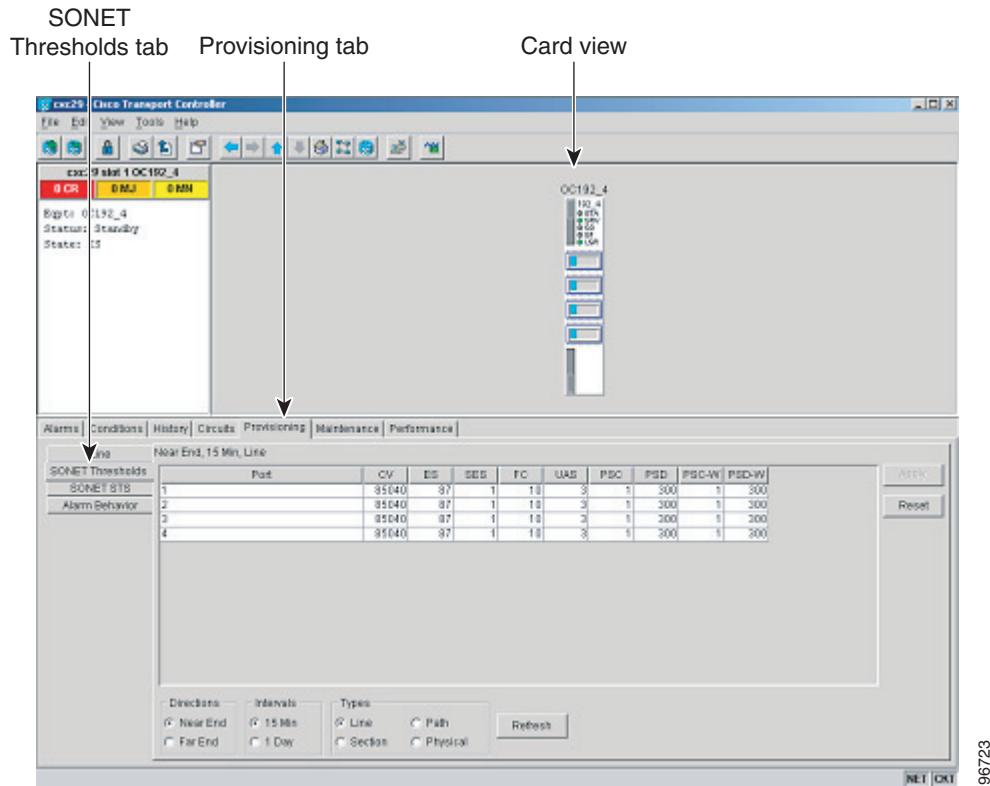 SONET
Thresholds tab
Provisioning tab
Card view
cxc29 - Cisco Transport Controller
File Edit View Tools Help
cxc29 slot 1 OC192_4
0 CR 0 MJ 0 MN
Eqpt: OC192_4
Status: Standby
State: IS
OC192_4
192_4
Alarms Conditions History Circuits Provisioning Maintenance Performance
Line
SONET Thresholds
SONET STS
Alarm Behavior
Near End, 15 Min, Line
Port CV ES SES FC UAS PSC PSD PSC-W PSD-W
1 85040 87 1 10 3 1 300 1 300
2 85040 87 1 10 3 1 300 1 300
3 85040 87 1 10 3 1 300 1 300
4 85040 87 1 10 3 1 300 1 300
Apply
Reset
Directions Intervals Types
Near End 15 Min Line Path
Far End 1 Day Section Physical
Refresh
NET CKT
96723